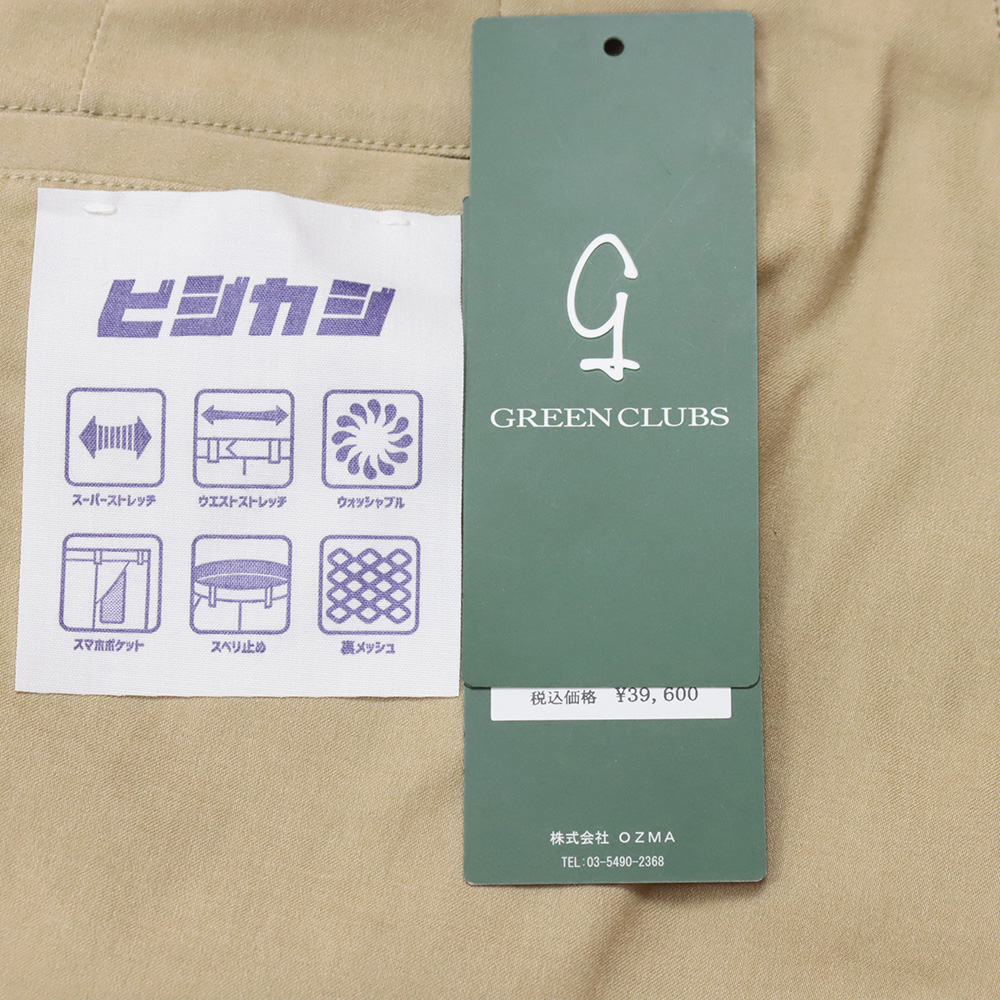 ビジカジ
スーパーストレッチ
ウエストストレッチ
ウォッシャブル
スマホポケット
スベリ止め
裏メッシュ
GREEN CLUBS
税込価格 ¥39,600
株式会社 OZMA
TEL:03-5490-2368